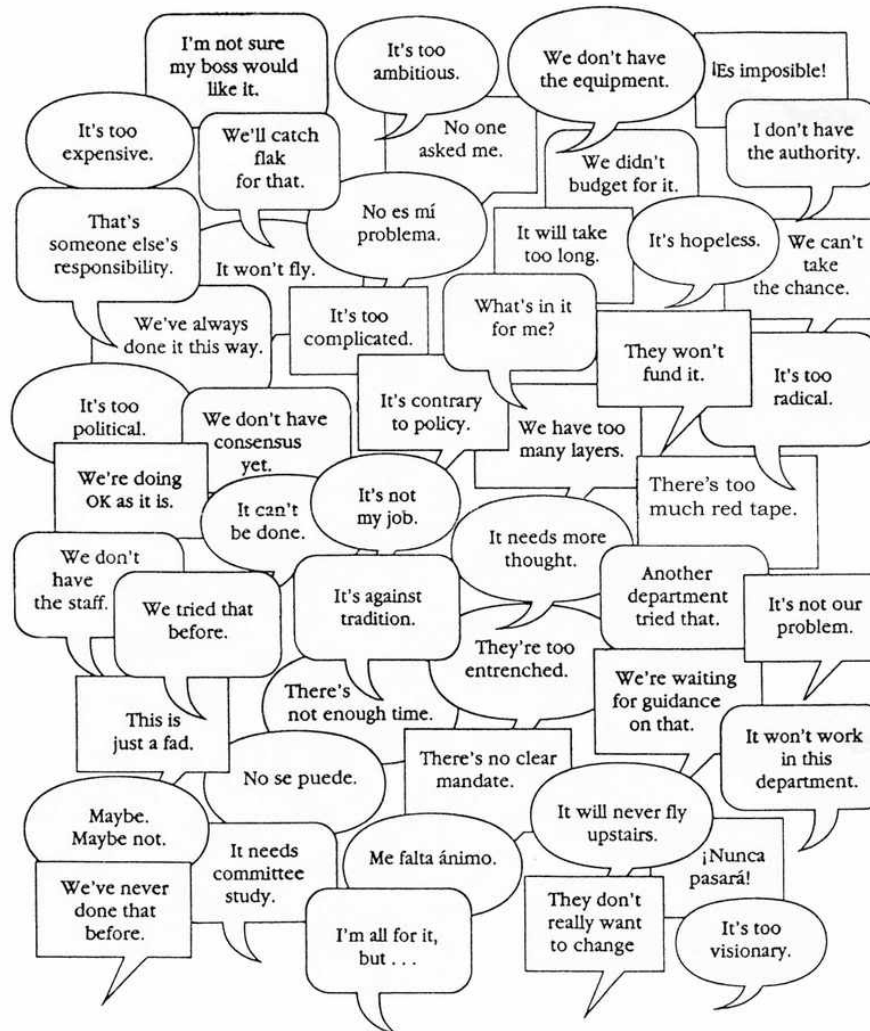 I'm not sure
my boss would
like it.
It's too
ambitious.
We don't have
the equipment.
¡Es imposible!
It's too
expensive.
We'll catch
flak
for that.
No one
asked me.
We didn't
budget for it.
I don't have
the authority.
That's
someone else's
responsibility.
It won't fly.
No es mí
problema.
It will take
too long.
It's hopeless.
We can't
take
the chance.
We've always
done it this way.
It's too
complicated.
What's in it
for me?
They won't
fund it.
It's too
radical.
It's too
political.
We don't have
consensus
yet.
It's contrary
to policy.
We have too
many layers.
There's too
much red tape.
We're doing
OK as it is.
It can't
be done.
It's not
my job.
It needs more
thought.
We don't
have
the staff.
We tried that
before.
It's against
tradition.
They're too
entrenched.
Another
department
tried that.
It's not our
problem.
This is
just a fad.
There's
not enough time.
We're waiting
for guidance
on that.
It won't work
in this
department.
No se puede.
There's no clear
mandate.
Maybe.
Maybe not.
It needs
committee
study.
Me falta ánimo.
It will never fly
upstairs.
¡Nunca
pasará!
We've never
done that
before.
I'm all for it,
but . . .
They don't
really want
to change
It's too
visionary.